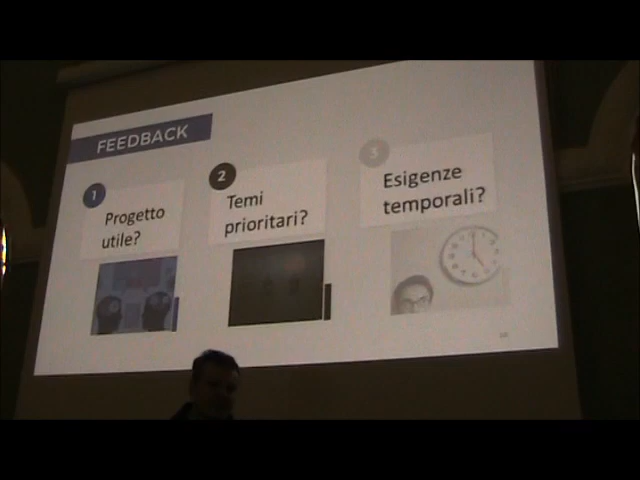 FEEDBACK
1
Progetto
utile?
2
Temi
prioritari?
3
Esigenze
temporali?